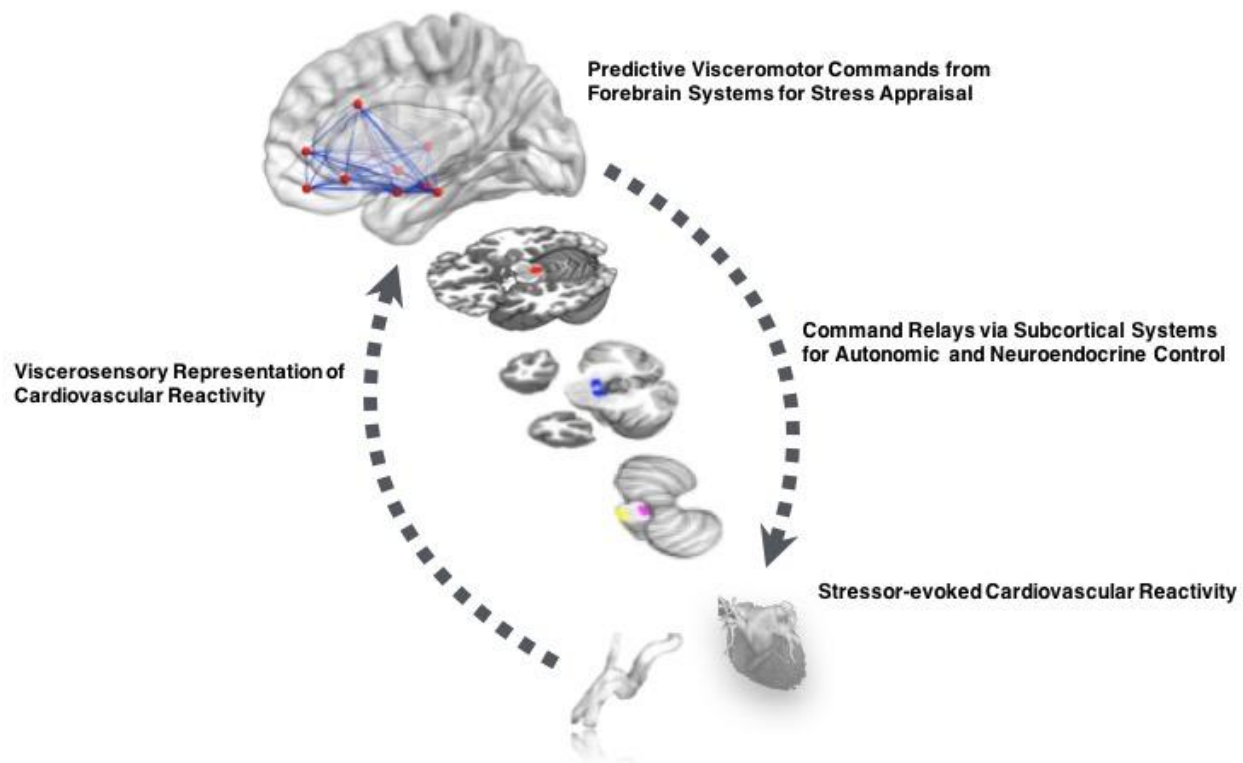 Predictive Visceromotor Commands from
Forebrain Systems for Stress Appraisal
Command Relays via Subcortical Systems
for Autonomic and Neuroendocrine Control
Viscerosensory Representation of
Cardiovascular Reactivity
Stressor-evoked Cardiovascular Reactivity